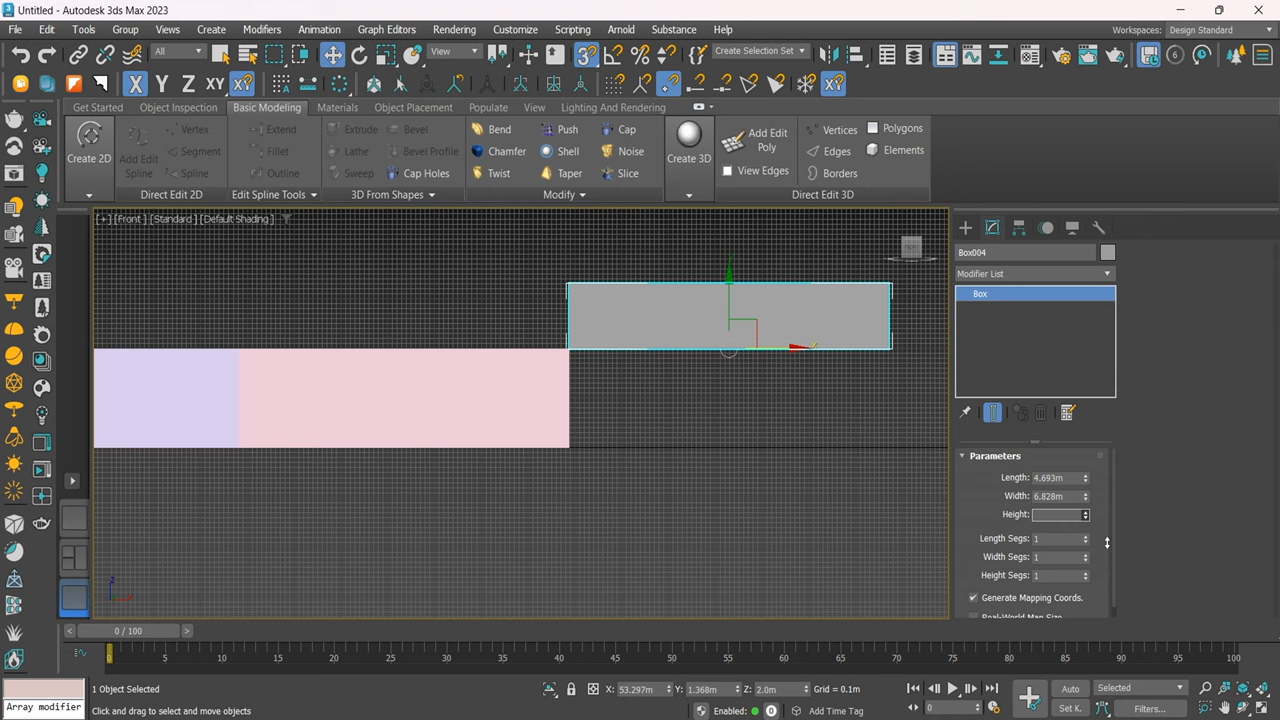 Untitled - Autodesk 3ds Max 2023
File Edit Tools Group Views Create Modifiers Animation Graph Editors Rendering Customize Scripting Arnold Substance Help Workspaces: Design Standard
All View Create Selection Set
X Y Z XY
Get Started Object Inspection Basic Modeling Materials Object Placement Populate View Lighting And Rendering
Create 2D Add Edit Spline Vertex Segment Spline Extend Fillet Outline Extrude Lathe Sweep Bevel Bevel Profile Cap Holes Bend Chamfer Twist Push Shell Taper Cap Noise Slice Create 3D Add Edit Poly View Edges Vertices Edges Borders Polygons Elements
Direct Edit 2D Edit Spline Tools 3D From Shapes Modify Direct Edit 3D
[+] [Front] [Standard] [Default Shading]
Box004
Modifier List
Box
Parameters
Length: 4.693m
Width: 6.828m
Height:
Length Segs: 1
Width Segs: 1
Height Segs: 1
Generate Mapping Coords.
Real-World Map Size
z
x
< 0 / 100 >
0 5 10 15 20 25 30 35 40 45 50 55 60 65 70 75 80 85 90 95 100
1 Object Selected X: 53.297m Y: 1.368m Z: 2.0m Grid = 0.1m Auto Selected
Array modifier Click and drag to select and move objects Enabled: 0 Add Time Tag 0 Set K. Filters...